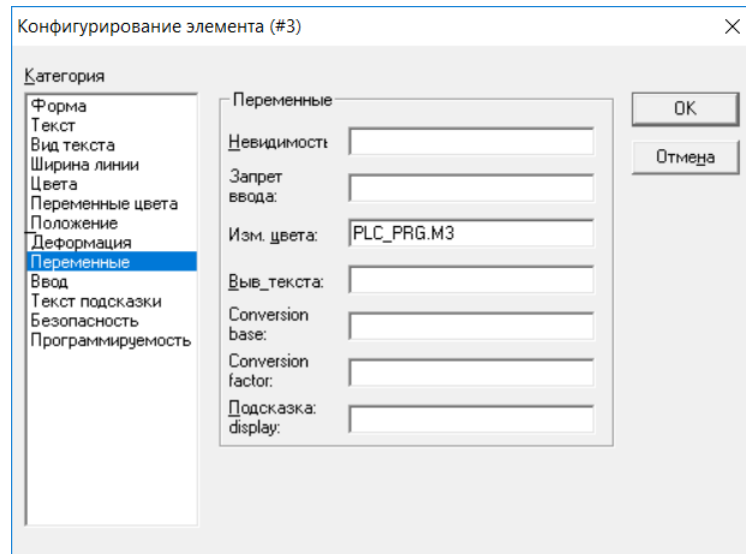 Конфигурирование элемента (#3)
Категория
Форма
Текст
Вид текста
Ширина линии
Цвета
Переменные цвета
Положение
Деформация
Переменные
Ввод
Текст подсказки
Безопасность
Программируемость
Переменные
Невидимость
Запрет
ввода:
Изм. цвета:
PLC_PRG.M3
Выв_текста:
Conversion
base:
Conversion
factor:
Подсказка:
display:
OK
Отмена